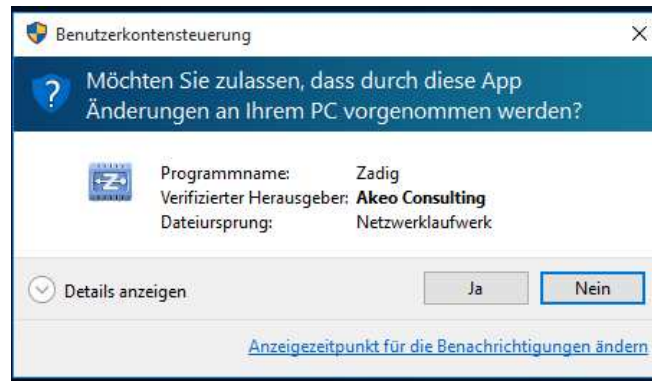 Benutzerkontensteuerung
?
Möchten Sie zulassen, dass durch diese App
Änderungen an Ihrem PC vorgenommen werden?
Z
Programmname: Zadig
Verifizierter Herausgeber: Akeo Consulting
Dateiursprung: Netzwerklaufwerk
Details anzeigen Ja Nein
Anzeigezeitpunkt für die Benachrichtigungen ändern